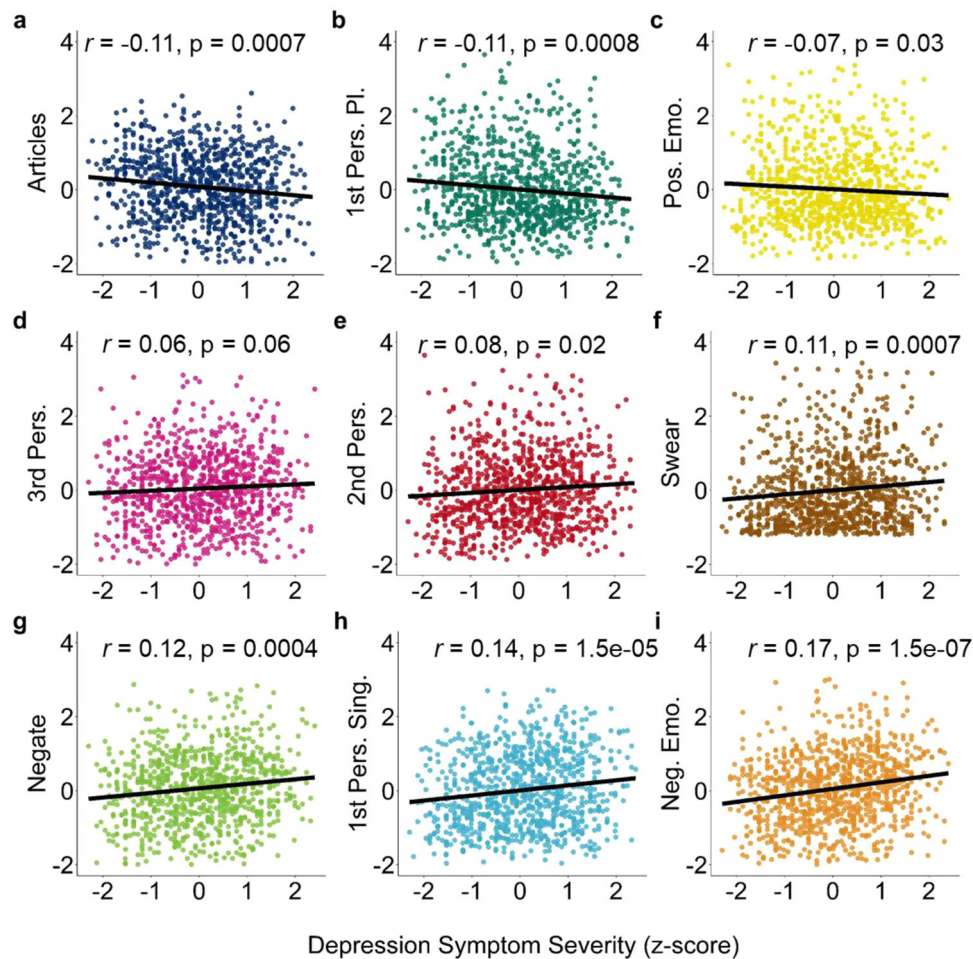 a
r = -0.11, p = 0.0007
4
2
0
-2
Articles
-2 -1 0 1 2
b
r = -0.11, p = 0.0008
4
2
0
-2
1st Pers. Pl.
-2 -1 0 1 2
c
r = -0.07, p = 0.03
4
2
0
-2
Pos. Emo.
-2 -1 0 1 2
d
r = 0.06, p = 0.06
4
2
0
-2
3rd Pers.
-2 -1 0 1 2
e
r = 0.08, p = 0.02
4
2
0
-2
2nd Pers.
-2 -1 0 1 2
f
r = 0.11, p = 0.0007
4
2
0
-2
Swear
-2 -1 0 1 2
g
r = 0.12, p = 0.0004
4
2
0
-2
Negate
-2 -1 0 1 2
h
r = 0.14, p = 1.5e-05
4
2
0
-2
1st Pers. Sing.
-2 -1 0 1 2
i
r = 0.17, p = 1.5e-07
4
2
0
-2
Neg. Emo.
-2 -1 0 1 2
Depression Symptom Severity (z-score)